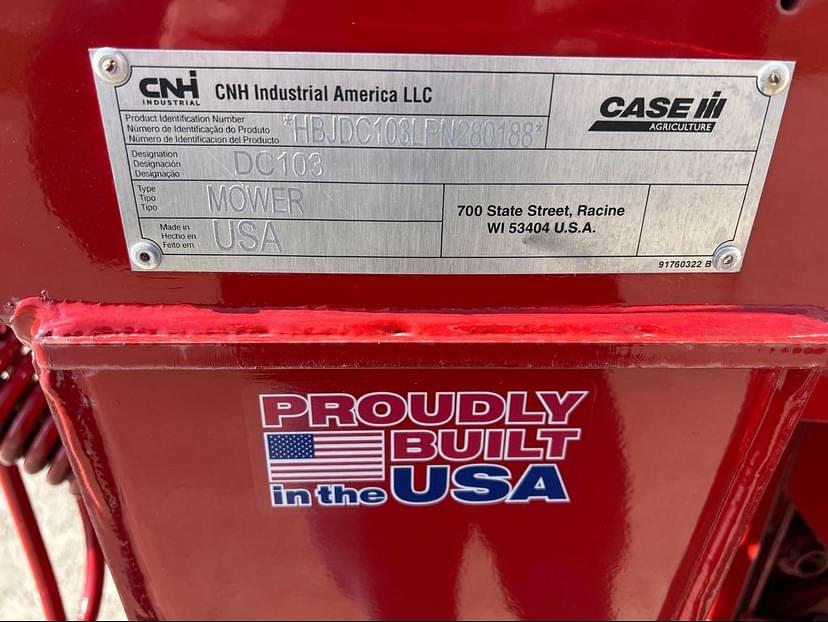 CNH INDUSTRIAL CNH Industrial America LLC
Product Identification Number
Número de Identificação do Produto
Número de Identificacion del Producto
*HBJDC103LPN280188*
CASE III
AGRICULTURE
Designation
Designación
Designação
DC103
Type
Tipo
Tipo
MOWER
700 State Street, Racine
WI 53404 U.S.A.
Made in
Hecho en
Feito em
USA
91760322 B
PROUDLY
BUILT
in the USA